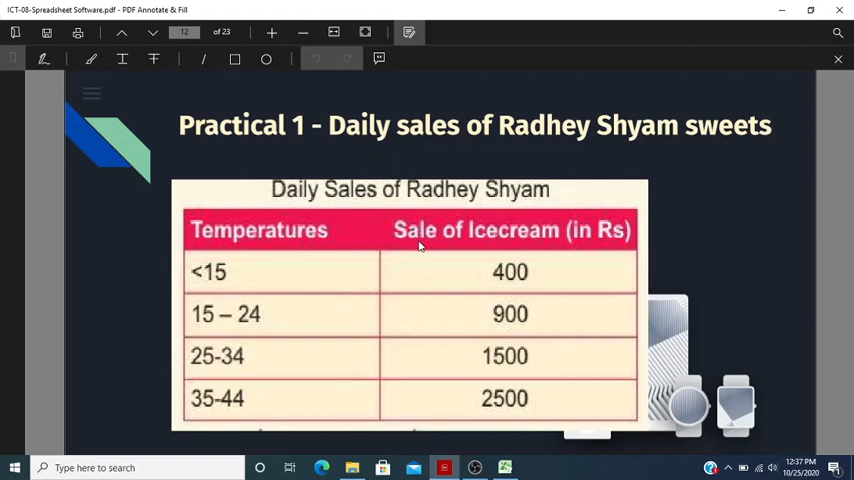 ICT-08-Spreadsheet Software.pdf - PDF Annotate & Fill
12 of 23
Practical 1 - Daily sales of Radhey Shyam sweets
Daily Sales of Radhey Shyam
Temperatures Sale of Icecream (in Rs)
<15 400
15 – 24 900
25-34 1500
35-44 2500
Type here to search
12:37 PM
10/25/2020